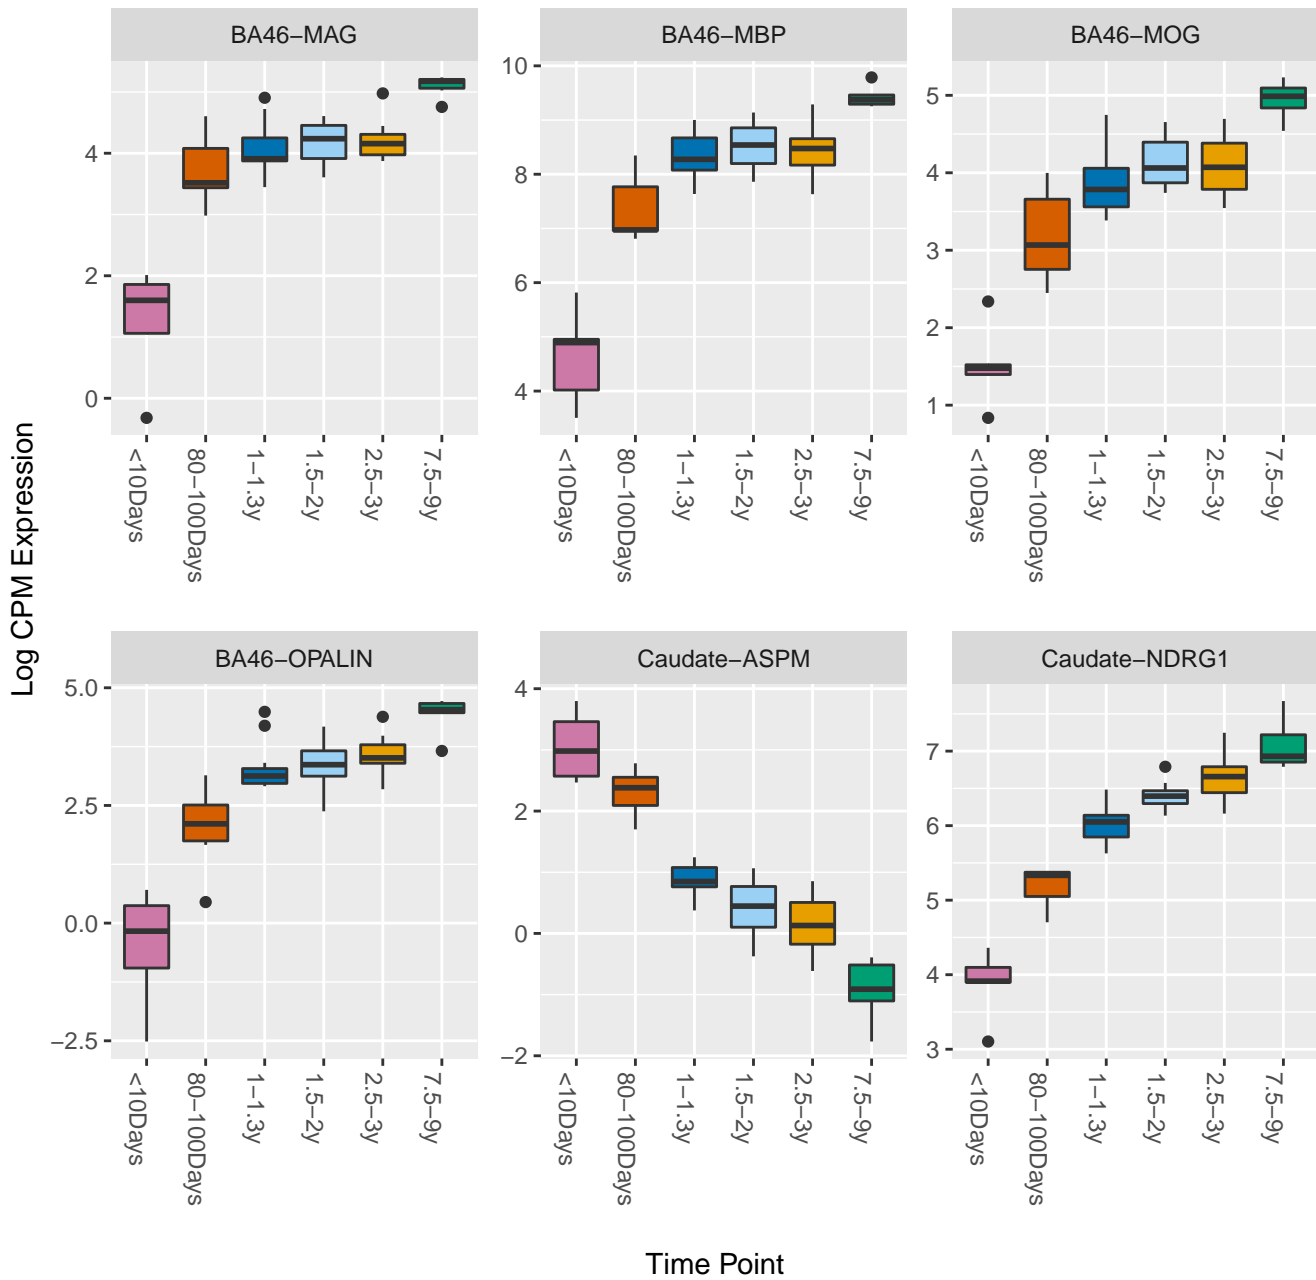 BA46−MAG
BA46−MBP
BA46−MOG
4
2
0
10
8
6
4
5
4
3
2
1
<10Days
80−100Days
1−1.3y
1.5−2y
2.5−3y
7.5−9y
<10Days
80−100Days
1−1.3y
1.5−2y
2.5−3y
7.5−9y
<10Days
80−100Days
1−1.3y
1.5−2y
2.5−3y
7.5−9y
Log CPM Expression
BA46−OPALIN
Caudate−ASPM
Caudate−NDRG1
5.0
2.5
0.0
−2.5
4
2
0
−2
7
6
5
4
3
<10Days
80−100Days
1−1.3y
1.5−2y
2.5−3y
7.5−9y
<10Days
80−100Days
1−1.3y
1.5−2y
2.5−3y
7.5−9y
<10Days
80−100Days
1−1.3y
1.5−2y
2.5−3y
7.5−9y
Time Point